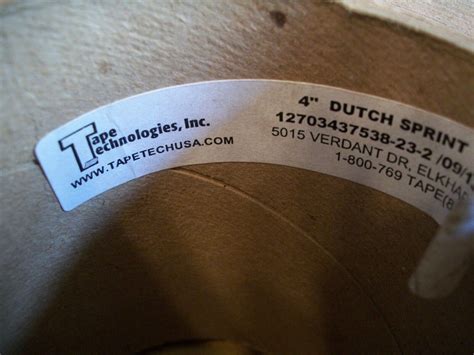 Tape
Technologies, Inc.
www.TAPETECHUSA.COM
4" DUTCH SPRINT
12703437538-23-2 /09/1
5015 VERDANT DR, ELKHA
1-800-769 TAPE(8